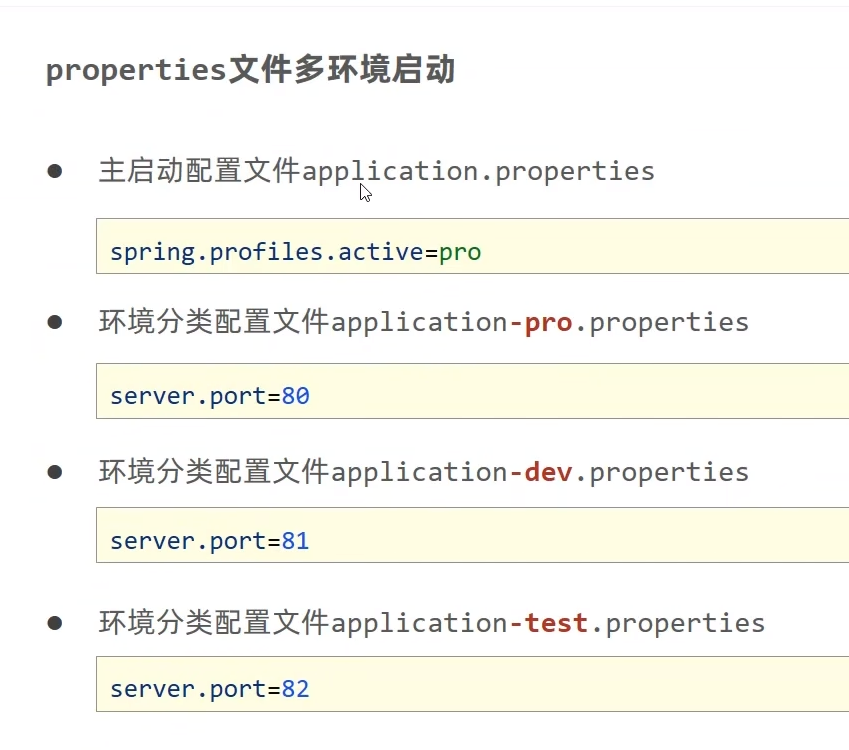 properties文件多环境启动
● 主启动配置文件application.properties
spring.profiles.active=pro
● 环境分类配置文件application-pro.properties
server.port=80
● 环境分类配置文件application-dev.properties
server.port=81
● 环境分类配置文件application-test.properties
server.port=82